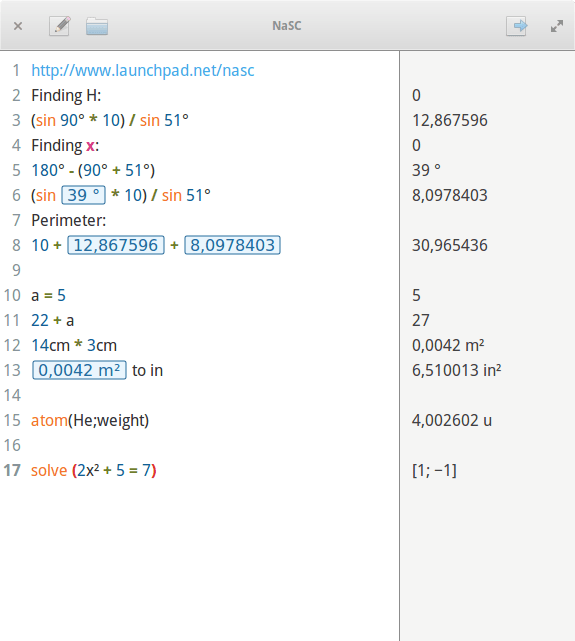 NaSC
1 http://www.launchpad.net/nasc
2 Finding H: 0
3 (sin 90° * 10) / sin 51° 12,867596
4 Finding x: 0
5 180° - (90° + 51°) 39 °
6 (sin 39 ° * 10) / sin 51° 8,0978403
7 Perimeter:
8 10 + 12,867596 + 8,0978403 30,965436
9
10 a = 5 5
11 22 + a 27
12 14cm * 3cm 0,0042 m²
13 0,0042 m² to in 6,510013 in²
14
15 atom(He;weight) 4,002602 u
16
17 solve (2x² + 5 = 7) [1; −1]